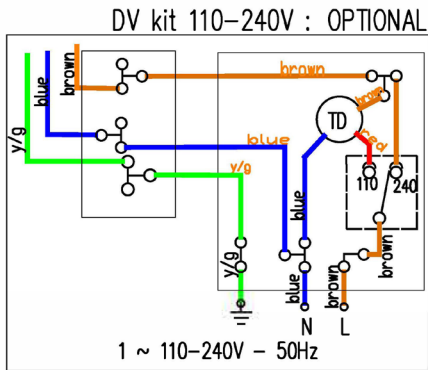 DV kit 110-240V : OPTIONAL
y/g
blue
brown
brown
brown
TD
red
blue
y/g
110
240
blue
y/g
blue
brown
brown
N
L
1 ~ 110-240V - 50Hz